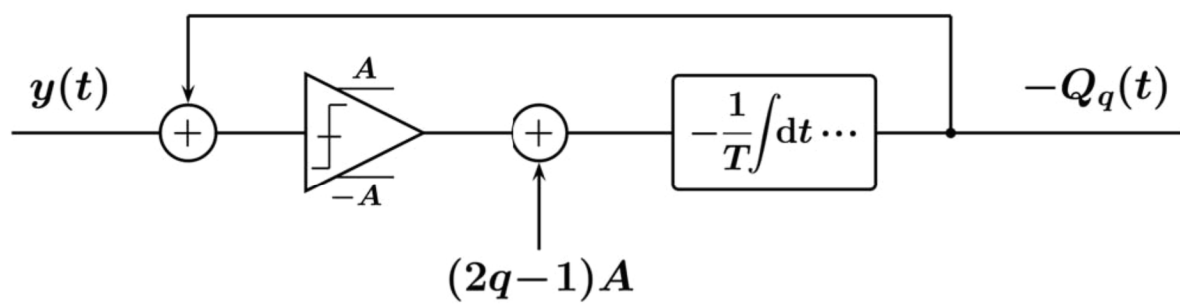 y(t)
+
A
−A
+
(2q−1)A
−1/T ∫dt ⋯
−Q_q(t)